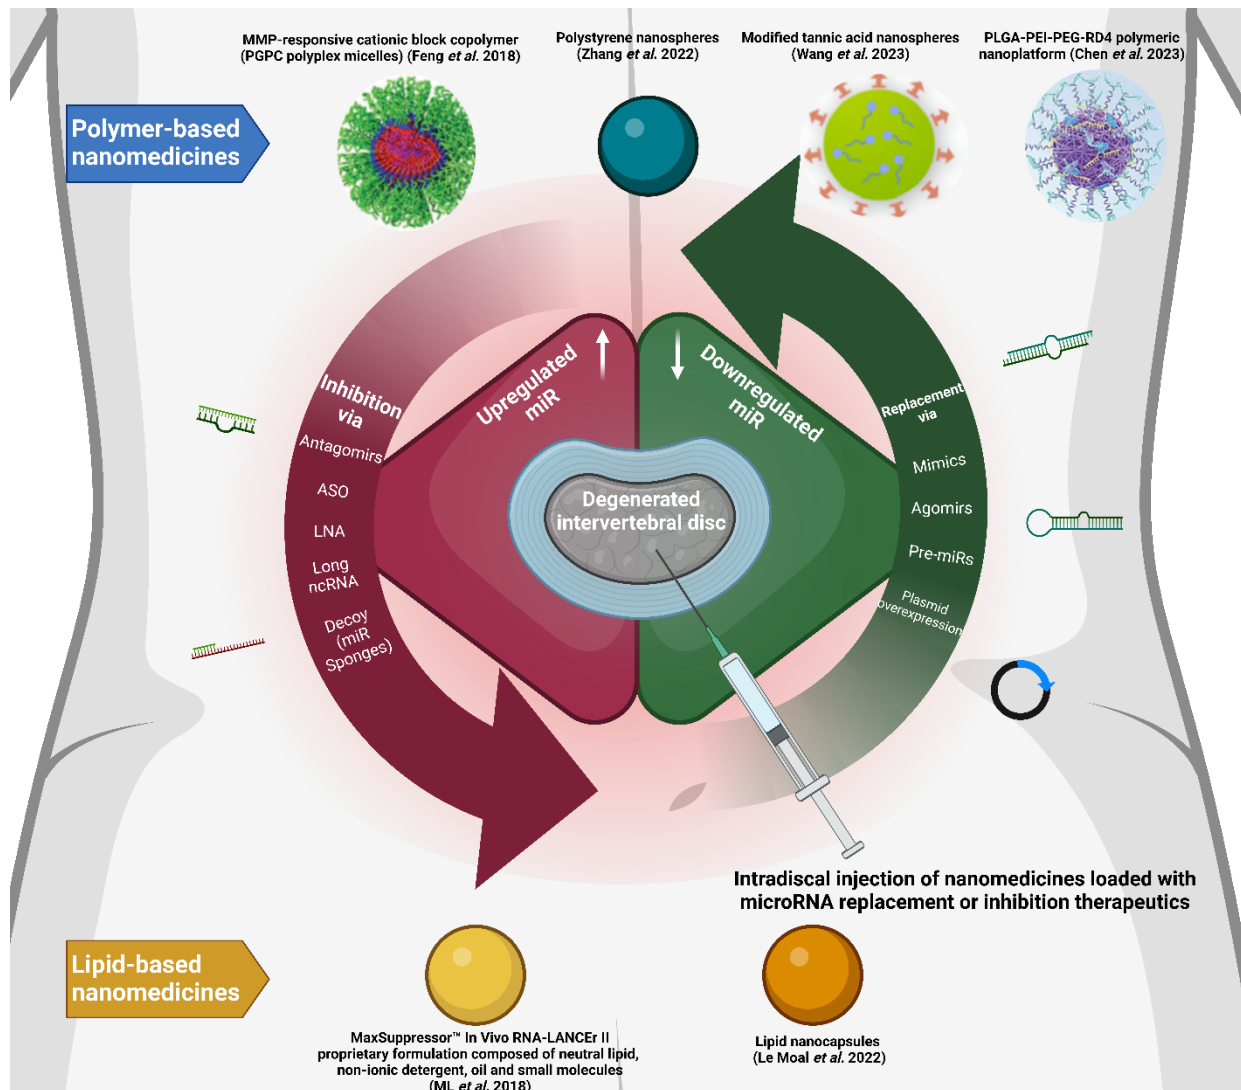 MMP-responsive cationic block copolymer
(PGPC polyplex micelles) (Feng et al. 2018)
Polystyrene nanospheres
(Zhang et al. 2022)
Modified tannic acid nanospheres
(Wang et al. 2023)
PLGA-PEI-PEG-RD4 polymeric
nanoplatform (Chen et al. 2023)
Polymer-based
nanomedicines
Inhibition
via
Antagomirs
ASO
LNA
Long
ncRNA
Decoy
(miR
Sponges)
Upregulated
miR
Downregulated
miR
Replacement
via
Mimics
Agomirs
Pre-miRs
Plasmid
overexpression
Degenerated
intervertebral disc
Intradiscal injection of nanomedicines loaded with
microRNA replacement or inhibition therapeutics
Lipid-based
nanomedicines
MaxSuppressor™ In Vivo RNA-LANCEr II
proprietary formulation composed of neutral lipid,
non-ionic detergent, oil and small molecules
(ML et al. 2018)
Lipid nanocapsules
(Le Moal et al. 2022)